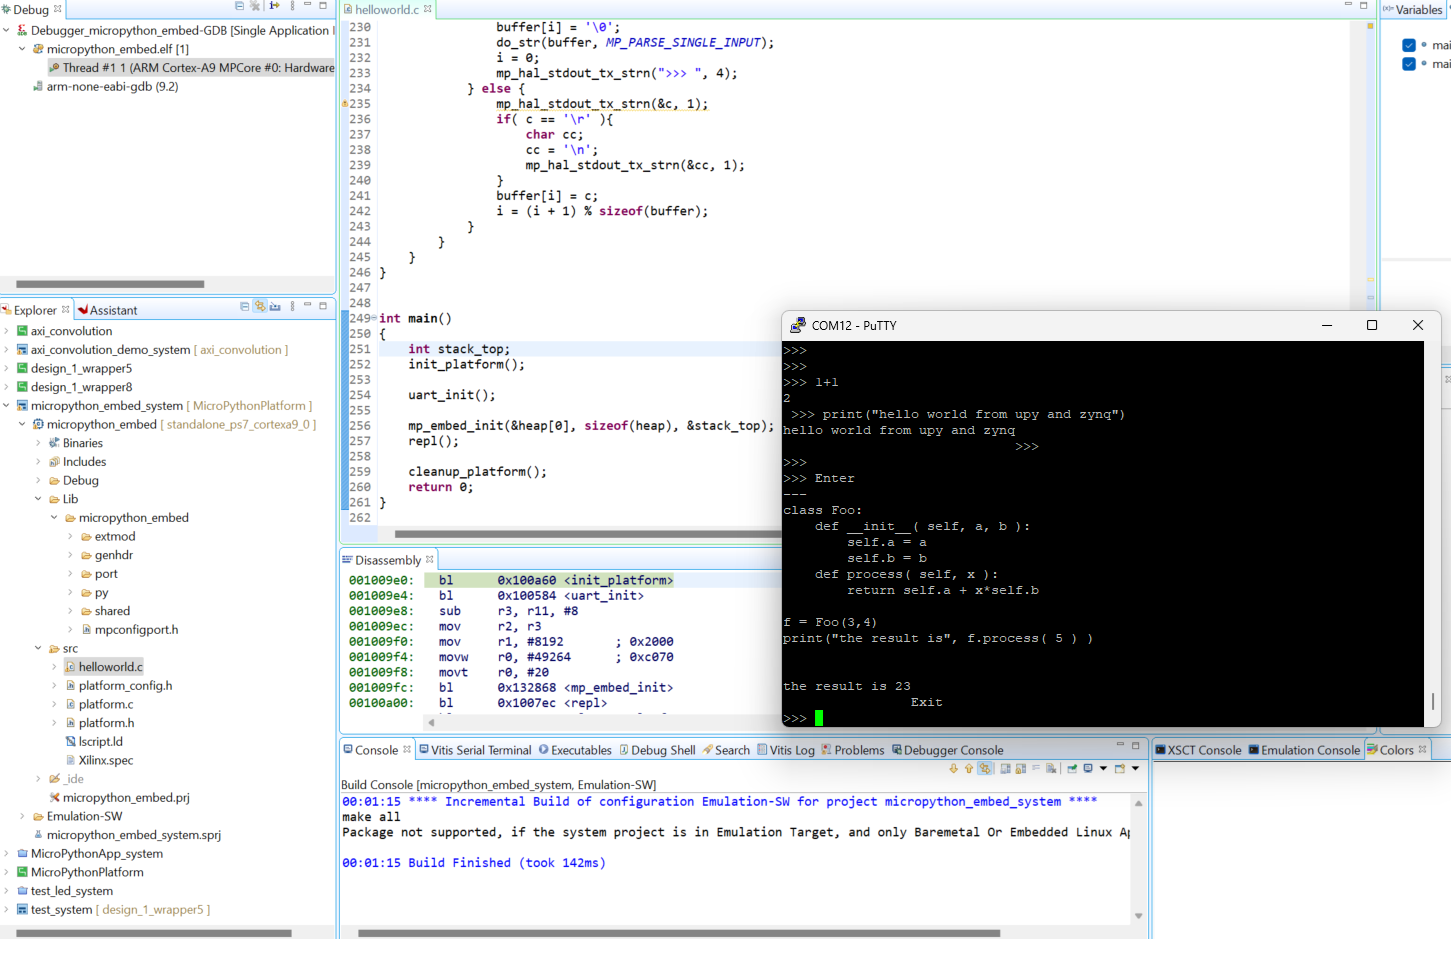 Debug
Debugger_micropython_embed-GDB [Single Application
micropython_embed.elf [1]
Thread #1 1 (ARM Cortex-A9 MPCore #0: Hardware
arm-none-eabi-gdb (9.2)
Explorer
Assistant
axi_convolution
axi_convolution_demo_system [ axi_convolution ]
design_1_wrapper5
design_1_wrapper8
micropython_embed_system [ MicroPythonPlatform ]
micropython_embed [ standalone_ps7_cortexa9_0 ]
Binaries
Includes
Debug
Lib
micropython_embed
extmod
genhdr
port
py
shared
mpconfigport.h
src
helloworld.c
platform_config.h
platform.c
platform.h
lscript.ld
Xilinx.spec
_ide
micropython_embed.prj
Emulation-SW
micropython_embed_system.sprj
MicroPythonApp_system
MicroPythonPlatform
test_led_system
test_system [ design_1_wrapper5 ]
helloworld.c
230 buffer[i] = '\0';
231 do_str(buffer, MP_PARSE_SINGLE_INPUT);
232 i = 0;
233 mp_hal_stdout_tx_strn(">>> ", 4);
234 } else {
235 mp_hal_stdout_tx_strn(&c, 1);
236 if( c == '\r' ){
237 char cc;
238 cc = '\n';
239 mp_hal_stdout_tx_strn(&cc, 1);
240 }
241 buffer[i] = c;
242 i = (i + 1) % sizeof(buffer);
243 }
244 }
245 }
246 }
247
248
249 int main()
250 {
251 int stack_top;
252 init_platform();
253
254 uart_init();
255
256 mp_embed_init(&heap[0], sizeof(heap), &stack_top);
257 repl();
258
259 cleanup_platform();
260 return 0;
261 }
262
Variables
mai
mai
Disassembly
001009e0: bl 0x100a60 <init_platform>
001009e4: bl 0x100584 <uart_init>
001009e8: sub r3, r11, #8
001009ec: mov r2, r3
001009f0: mov r1, #8192 ; 0x2000
001009f4: movw r0, #49264 ; 0xc070
001009f8: movt r0, #20
001009fc: bl 0x132868 <mp_embed_init>
00100a00: bl 0x1007ec <repl>
COM12 - PuTTY
>>>
>>>
>>> 1+1
2
>>> print("hello world from upy and zynq")
hello world from upy and zynq
>>>
>>>
>>> Enter
---
class Foo:
def __init__( self, a, b ):
self.a = a
self.b = b
def process( self, x ):
return self.a + x*self.b
f = Foo(3,4)
print("the result is", f.process( 5 ) )
the result is 23
Exit
>>>
Console
Vitis Serial Terminal
Executables
Debug Shell
Search
Vitis Log
Problems
Debugger Console
Build Console [micropython_embed_system, Emulation-SW]
00:01:15 **** Incremental Build of configuration Emulation-SW for project micropython_embed_system ****
make all
Package not supported, if the system project is in Emulation Target, and only Baremetal Or Embedded Linux
00:01:15 Build Finished (took 142ms)
XSCT Console
Emulation Console
Colors